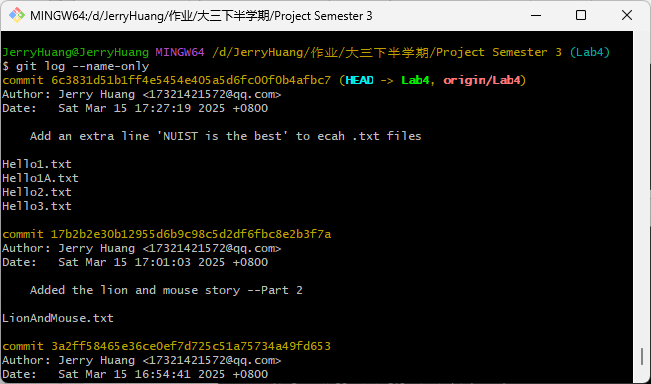 MINGW64:/d/JerryHuang/作业/大三下半学期/Project Semester 3
JerryHuang@JerryHuang MINGW64 /d/JerryHuang/作业/大三下半学期/Project Semester 3 (Lab4)
$ git log --name-only
commit 6c3831d51b1ff4e5454e405a5d6fc00f0b4afbc7 (HEAD -> Lab4, origin/Lab4)
Author: Jerry Huang <17321421572@qq.com>
Date:   Sat Mar 15 17:27:19 2025 +0800
Add an extra line 'NUIST is the best' to ecah .txt files
Hello1.txt
Hello1A.txt
Hello2.txt
Hello3.txt
commit 17b2b2e30b12955d6b9c98c5d2df6fbc8e2b3f7a
Author: Jerry Huang <17321421572@qq.com>
Date:   Sat Mar 15 17:01:03 2025 +0800
Added the lion and mouse story --Part 2
LionAndMouse.txt
commit 3a2ff58465e36ce0ef7d725c51a75734a49fd653
Author: Jerry Huang <17321421572@qq.com>
Date:   Sat Mar 15 16:54:41 2025 +0800